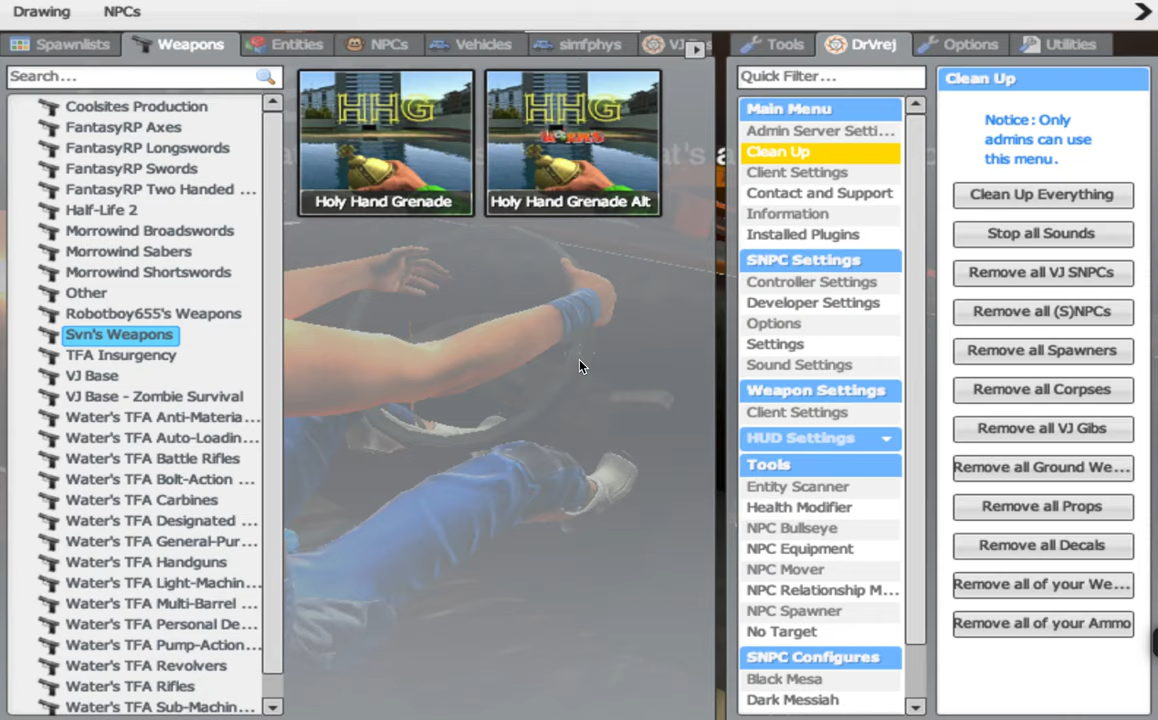 Drawing NPCs
Spawnlists Weapons Entities NPCs Vehicles simfphys
Search...
Coolsites Production
FantasyRP Axes
FantasyRP Longswords
FantasyRP Swords
FantasyRP Two Handed ...
Half-Life 2
Morrowind Broadswords
Morrowind Sabers
Morrowind Shortswords
Other
Robotboy655's Weapons
Svn's Weapons
TFA Insurgency
VJ Base
VJ Base - Zombie Survival
Water's TFA Anti-Materia...
Water's TFA Auto-Loadin...
Water's TFA Battle Rifles
Water's TFA Bolt-Action ...
Water's TFA Carbines
Water's TFA Designated ...
Water's TFA General-Pur...
Water's TFA Handguns
Water's TFA Light-Machin...
Water's TFA Multi-Barrel ...
Water's TFA Personal De...
Water's TFA Pump-Action...
Water's TFA Revolvers
Water's TFA Rifles
Water's TFA Sub-Machin...
HHG
Holy Hand Grenade
HHG
Holy Hand Grenade Alt
Tools DrVrej Options Utilities
Quick Filter...
Main Menu
Admin Server Setti...
Clean Up
Client Settings
Contact and Support
Information
Installed Plugins
SNPC Settings
Controller Settings
Developer Settings
Options
Settings
Sound Settings
Weapon Settings
Client Settings
HUD Settings
Tools
Entity Scanner
Health Modifier
NPC Bullseye
NPC Equipment
NPC Mover
NPC Relationship M...
NPC Spawner
No Target
SNPC Configures
Black Mesa
Dark Messiah
Clean Up
Notice: Only
admins can use
this menu.
Clean Up Everything
Stop all Sounds
Remove all VJ SNPCs
Remove all (S)NPCs
Remove all Spawners
Remove all Corpses
Remove all VJ Gibs
Remove all Ground We...
Remove all Props
Remove all Decals
Remove all of your We...
Remove all of your Ammo